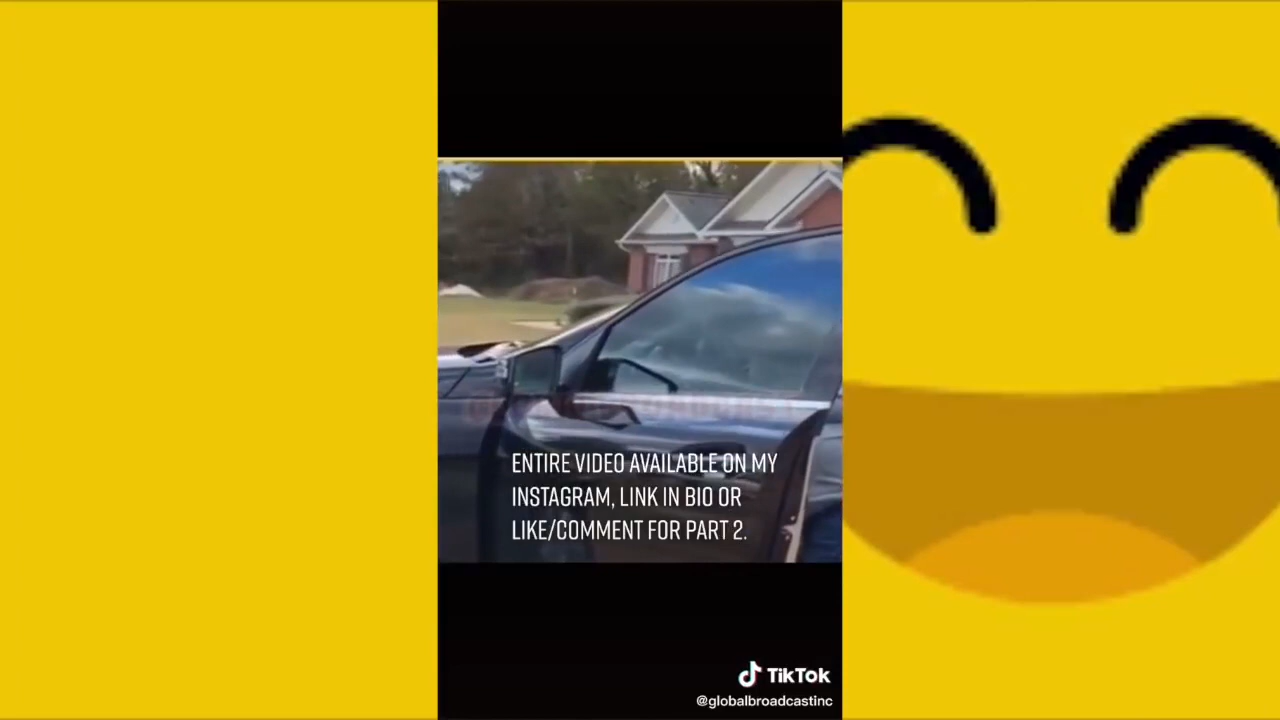 ENTIRE VIDEO AVAILABLE ON MY
INSTAGRAM, LINK IN BIO OR
LIKE/COMMENT FOR PART 2.
TikTok
@globalbroadcastinc